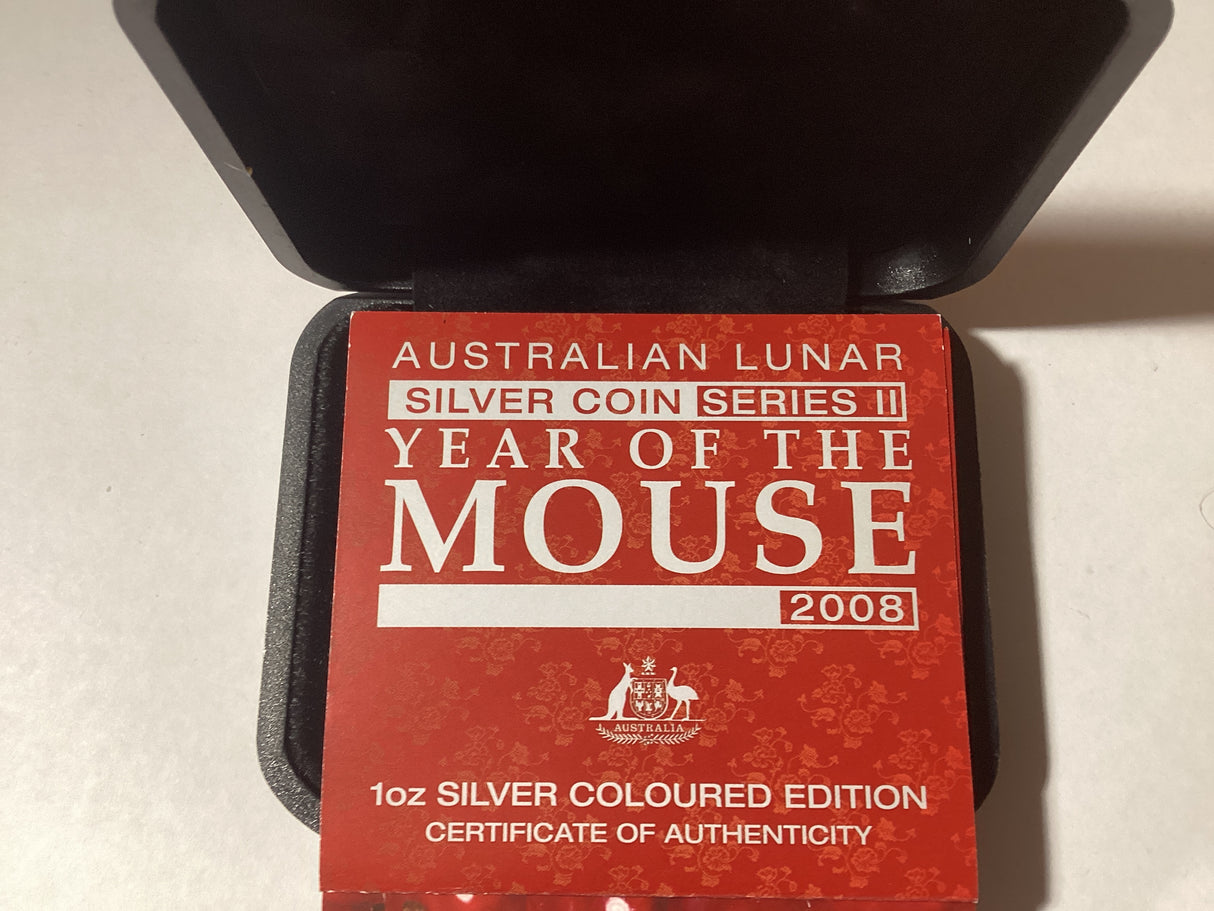 AUSTRALIAN LUNAR
SILVER COIN SERIES II
YEAR OF THE
MOUSE
2008
AUSTRALIA
1oz SILVER COLOURED EDITION
CERTIFICATE OF AUTHENTICITY